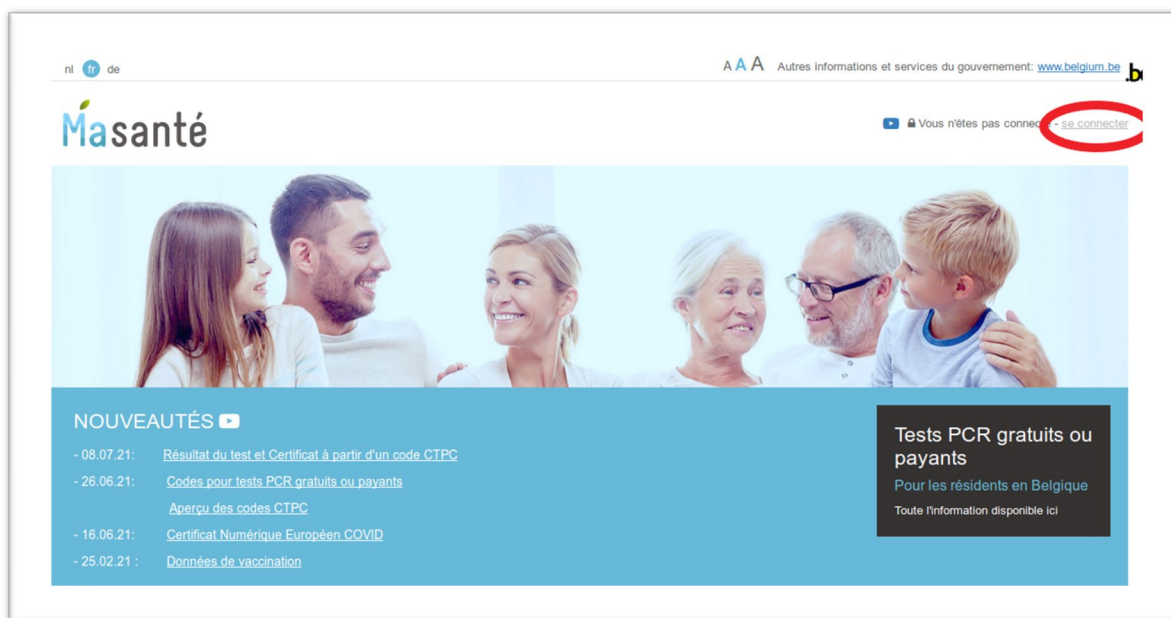 nl fr de
A A A Autres informations et services du gouvernement: www.belgium.be
Masanté
Vous n'êtes pas connecté - se connecter
NOUVEAUTÉS
- 08.07.21: Résultat du test et Certificat à partir d'un code CTPC
- 26.06.21: Codes pour tests PCR gratuits ou payants
Aperçu des codes CTPC
- 16.06.21: Certificat Numérique Européen COVID
- 25.02.21 : Données de vaccination
Tests PCR gratuits ou
payants
Pour les résidents en Belgique
Toute l'information disponible ici